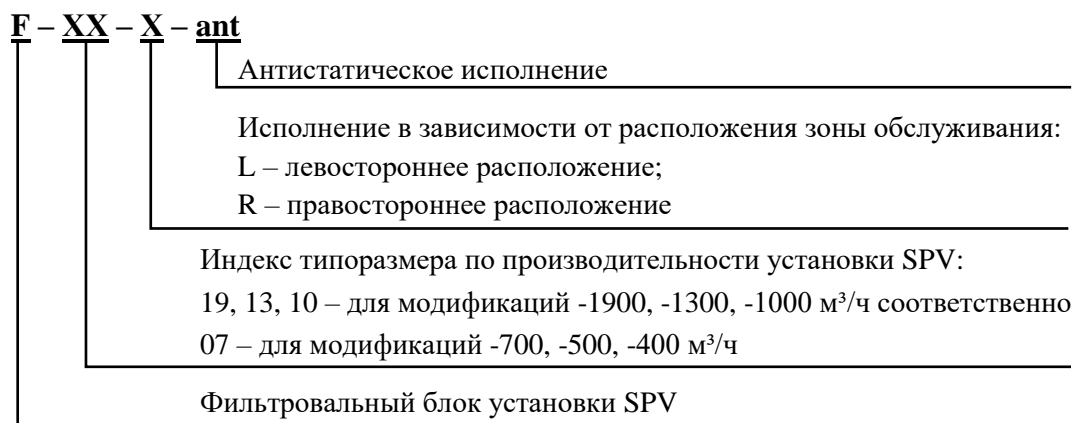 F – XX – X – ant
Антистатическое исполнение
Исполнение в зависимости от расположения зоны обслуживания:
L – левостороннее расположение;
R – правостороннее расположение
Индекс типоразмера по производительности установки SPV:
19, 13, 10 – для модификаций -1900, -1300, -1000 м³/ч соответственно
07 – для модификаций -700, -500, -400 м³/ч
Фильтровальный блок установки SPV